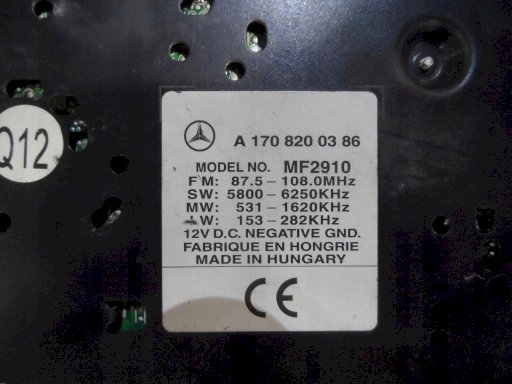 Q12
A 170 820 03 86
MODEL NO. MF2910
FM: 87.5 – 108.0MHz
SW: 5800 – 6250KHz
MW: 531 – 1620KHz
LW: 153 – 282KHz
12V D.C. NEGATIVE GND.
FABRIQUE EN HONGRIE
MADE IN HUNGARY
CE